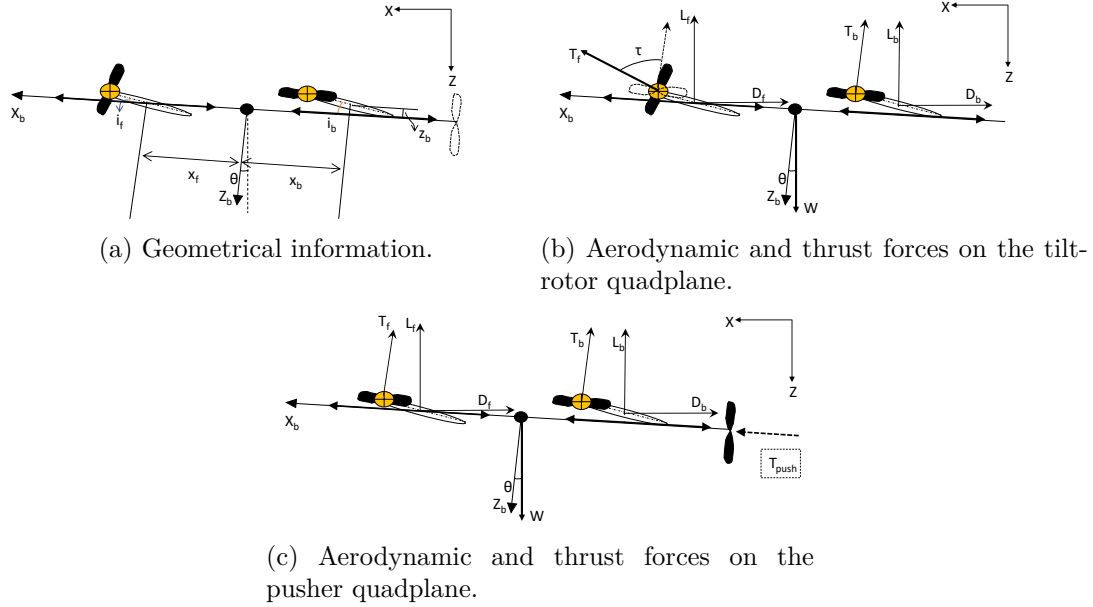 X
Z
X_b
i_f
i_b
z_b
x_f
θ
x_b
Z_b
(a) Geometrical information.
X
L_f
T_b
L_b
T_f
τ
Z
D_f
D_b
X_b
θ
Z_b
W
(b) Aerodynamic and thrust forces on the tilt-
rotor quadplane.
T_f
L_f
T_b
L_b
X
Z
D_f
D_b
X_b
T_push
θ
Z_b
W
(c) Aerodynamic and thrust forces on the
pusher quadplane.